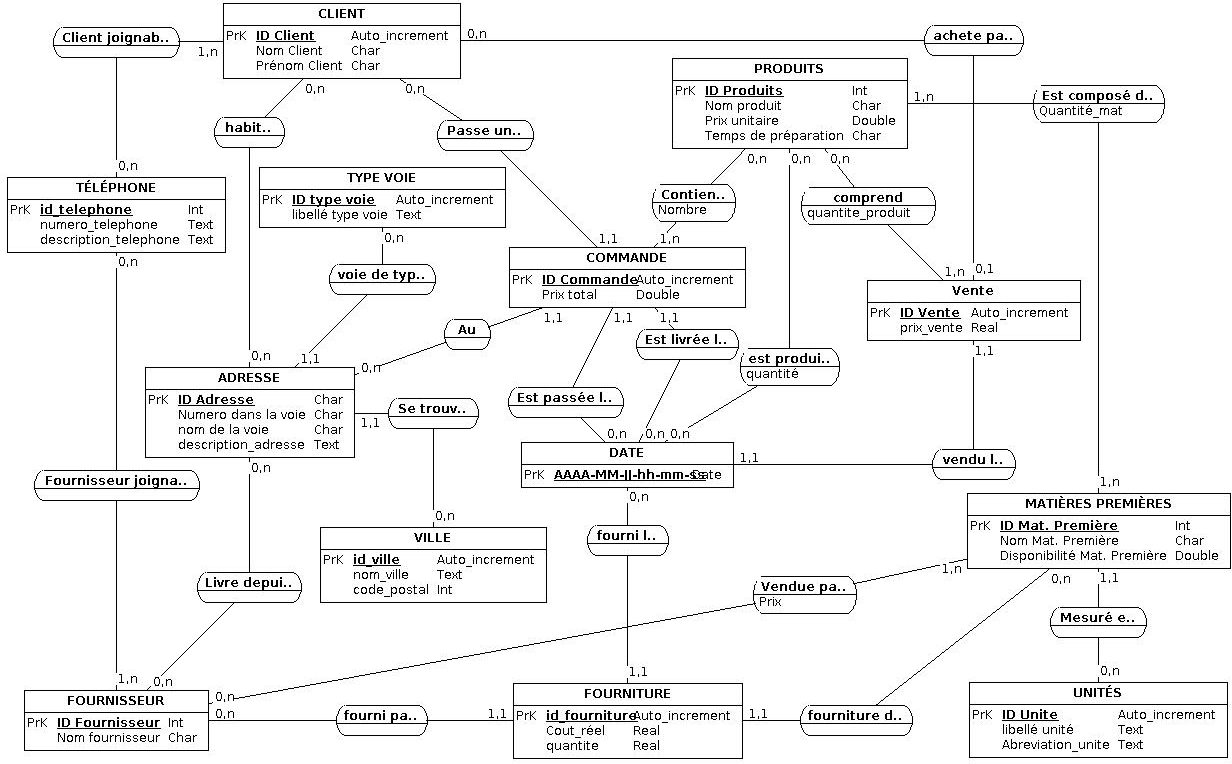 CLIENT
PrK ID Client Auto_increment
Nom Client Char
Prénom Client Char
Client joignab..
1,n
0,n
achete pa..
PRODUITS
PrK ID Produits Int
Nom produit Char
Prix unitaire Double
Temps de préparation Char
1,n
Est composé d..
Quantité_mat
0,n
0,n
habit..
Passe un..
0,n
TÉLÉPHONE
PrK id_telephone Int
numero_telephone Text
description_telephone Text
0,n
TYPE VOIE
PrK ID type voie Auto_increment
libellé type voie Text
0,n
voie de typ..
0,n
0,n
0,n
Contien..
Nombre
comprend
quantite_produit
1,1
1,n
COMMANDE
PrK ID Commande Auto_increment
Prix total Double
1,n
0,1
Vente
PrK ID Vente Auto_increment
prix_vente Real
1,1
1,1
1,1
1,1
Au
Est livrée l..
est produi..
quantité
0,n
1,1
0,n
ADRESSE
PrK ID Adresse Char
Numero dans la voie Char
nom de la voie Char
description_adresse Text
1,1
Se trouv..
Est passée l..
0,n
0,n
0,n
DATE
PrK AAAA-MM-JJ-hh-mm-ss Date
1,1
vendu l..
0,n
0,n
Fournisseur joigna..
1,n
MATIÈRES PREMIÈRES
PrK ID Mat. Première Int
Nom Mat. Première Char
Disponibilité Mat. Première Double
0,n
VILLE
PrK id_ville Auto_increment
nom_ville Text
code_postal Int
fourni l..
Livre depui..
Vendue pa..
Prix
1,n
0,n
1,1
Mesuré e..
0,n
1,n
0,n
FOURNISSEUR
PrK ID Fournisseur Int
Nom fournisseur Char
0,n
0,n
fourni pa..
1,1
1,1
FOURNITURE
PrK id_fourniture Auto_increment
Cout_réel Real
quantite Real
1,1
fourniture d..
UNITÉS
PrK ID Unite Auto_increment
libellé unité Text
Abreviation_unite Text